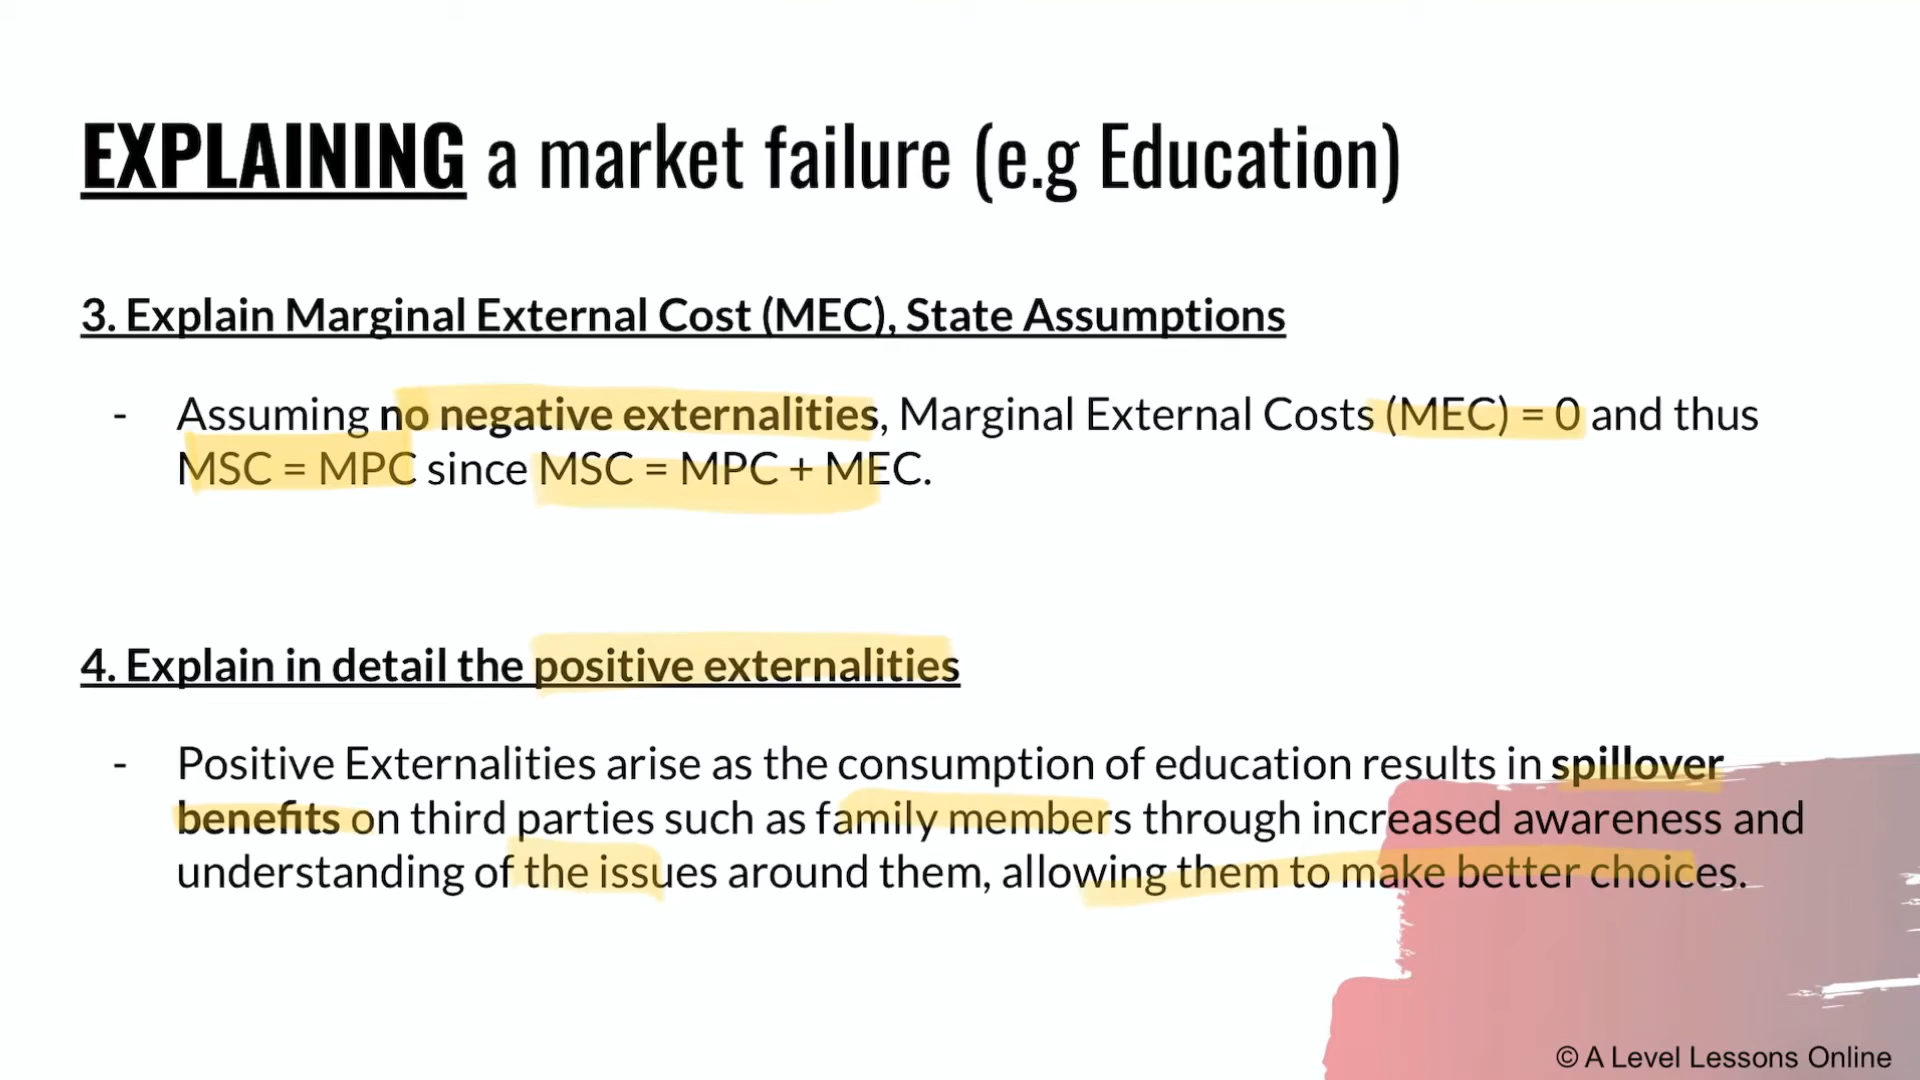 EXPLAINING a market failure (e.g Education)
3. Explain Marginal External Cost (MEC), State Assumptions
- Assuming no negative externalities, Marginal External Costs (MEC) = 0 and thus
MSC = MPC since MSC = MPC + MEC.
4. Explain in detail the positive externalities
- Positive Externalities arise as the consumption of education results in spillover
benefits on third parties such as family members through increased awareness and
understanding of the issues around them, allowing them to make better choices.
© A Level Lessons Online